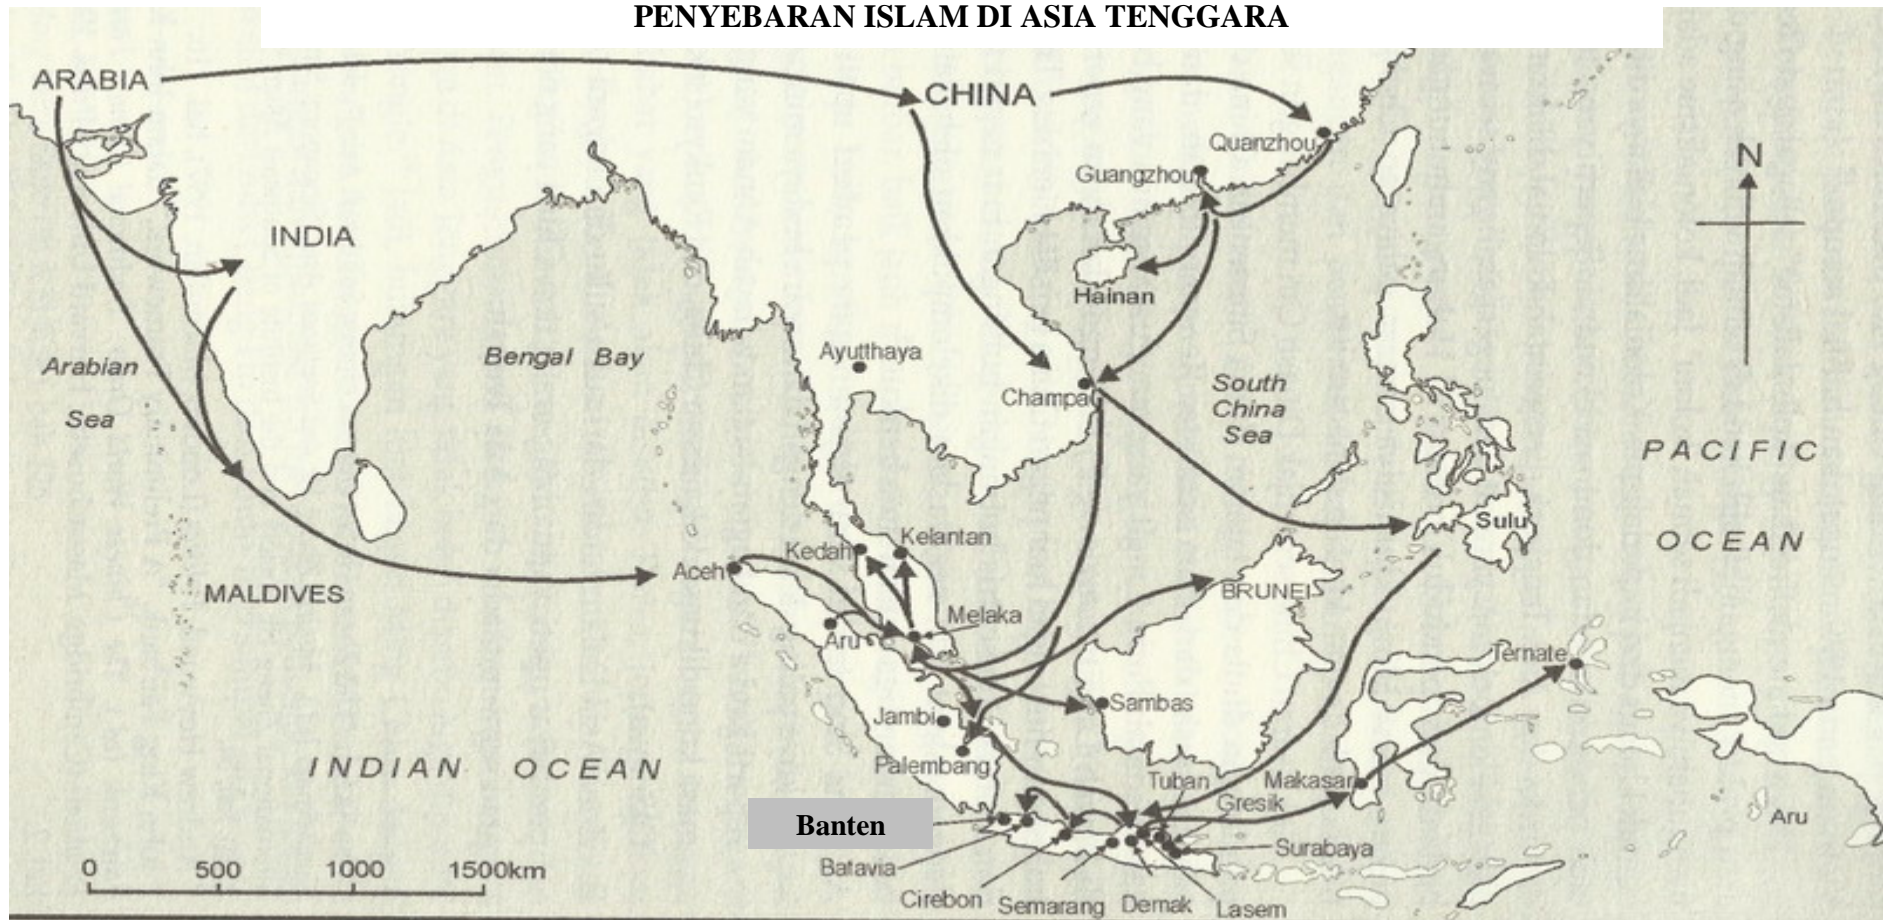 PENYEBARAN ISLAM DI ASIA TENGGARA
ARABIA
CHINA
Quanzhou
N
Guangzhou
INDIA
Hainan
Ayutthaya
Bengal Bay
Arabian
Sea
Champa
South
China
Sea
PACIFIC
OCEAN
Sulu
Kedah
Kelantan
Aceh
MALDIVES
BRUNEI
Melaka
Aru
Ternate
Sambas
Jambi
INDIAN OCEAN
Palembang
Tuban
Makasar
Gresik
Banten
Aru
Surabaya
Batavia
0 500 1000 1500km
Cirebon
Semarang
Demak
Lasem